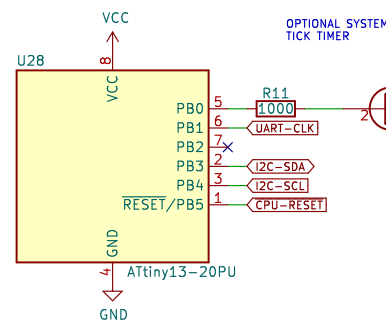 VCC
OPTIONAL SYSTEM
TICK TIMER
U28
8
VCC
R11
PB0 5 1000 2
PB1 6 UART-CLK
PB2 7
PB3 2 I2C-SDA
PB4 3 I2C-SCL
RESET/PB5 1 CPU-RESET
GND
4
ATtiny13-20PU
GND